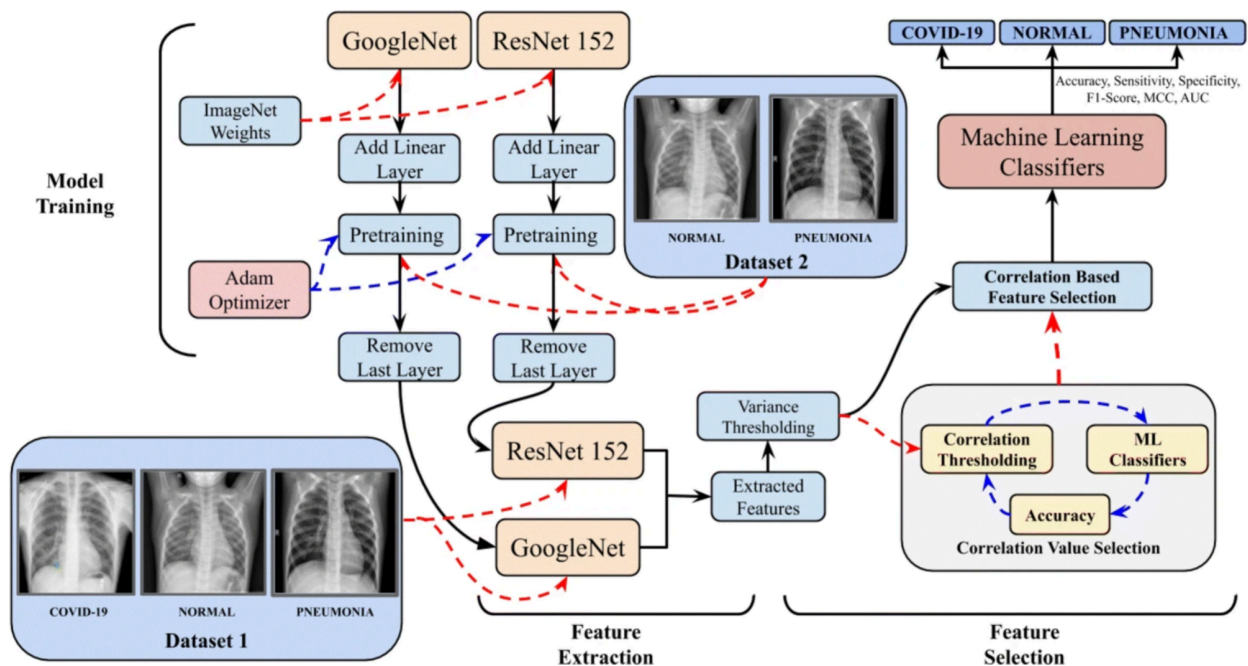 GoogleNet
ResNet 152
COVID-19
NORMAL
PNEUMONIA
Accuracy, Sensitivity, Specificity,
F1-Score, MCC, AUC
ImageNet
Weights
Add Linear
Layer
Add Linear
Layer
Machine Learning
Classifiers
Model
Training
Pretraining
Pretraining
NORMAL
PNEUMONIA
Dataset 2
Adam
Optimizer
Correlation Based
Feature Selection
Remove
Last Layer
Remove
Last Layer
Variance
Thresholding
ResNet 152
Extracted
Features
GoogleNet
Correlation
Thresholding
ML
Classifiers
Accuracy
Correlation Value Selection
COVID-19
NORMAL
PNEUMONIA
Dataset 1
Feature
Extraction
Feature
Selection